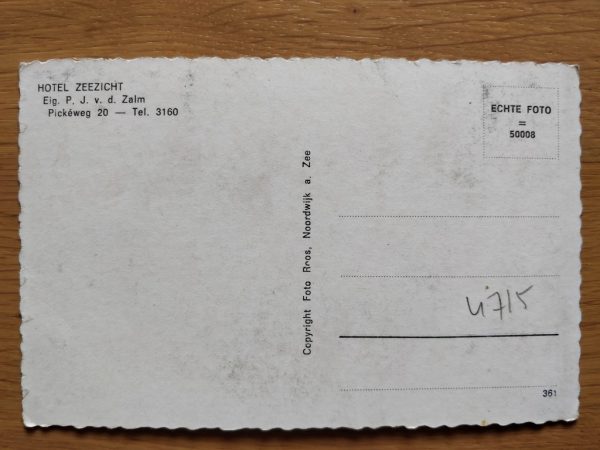 HOTEL ZEEZICHT
Eig. P. J. v. d. Zalm
Pickéweg 20 — Tel. 3160
ECHTE FOTO
=
50008
Copyright Foto Roos, Noordwijk a. Zee
4715
361